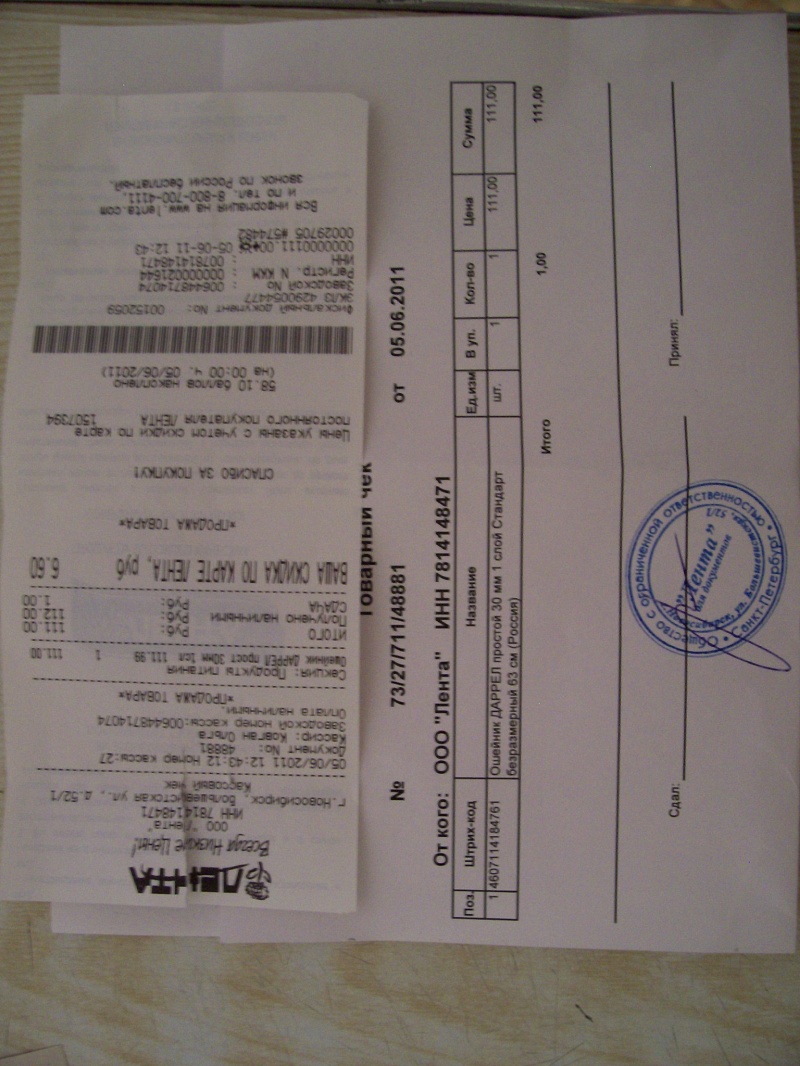 ЛЕНТА
Всегда Низкие Цены!
ООО "Лента"
ИНН 7814148471
г.Новосибирск, Большевистская ул., д.52/1
Кассовый чек
05/06/2011 12:43:12 Номер кассы:27
Документ No: 48881
Кассир: Ковган Ольга
Заводской номер кассы:006448714074
Оплата наличными.
*ПРОДАЖА ТОВАРА*
Секция: Продукты питания
Ошейник ДАРРЕЛ прост 30мм 1сл 111.99 1 111.00
ИТОГО Руб: 111.00
Получено наличными Руб: 112.00
СДАЧА Руб: 1.00
ВАША СКИДКА ПО КАРТЕ ЛЕНТА, руб 6.60
*ПРОДАЖА ТОВАРА*
СПАСИБО ЗА ПОКУПКУ!
Цены указаны с учетом скидки по карте
постоянного покупателя ЛЕНТА 1507394
58.10 баллов накоплено
(на 00:00 ч. 05/06/2011)
Фискальный документ No: 00152059
ЭКЛЗ 4290054477
Заводской No : 006448714074
Регистр. N ККМ : 000000021644
ИНН : 007814148471
0000000111.00 05-06-11 12:43
00029705 #574482
Вся информация на www.lenta.com
и по тел. 8-800-700-4111.
Звонок по России бесплатный.
Товарный чек
№ 73/27/711/48881 от 05.06.2011
От кого: ООО "Лента" ИНН 7814148471
Поз. Штрих-код Название Ед.изм В уп. Кол-во Цена Сумма
1 4607114184761 Ошейник ДАРРЕЛ простой 30 мм 1 слой Стандарт шт. 1 1 111,00 111,00
безразмерный 63 см (Россия)
Итого 1,00 111,00
Сдал: Принял:
Общество с ограниченной ответственностью • Санкт-Петербург •
Новосибирск, ул. Большевистская, 52/1
"Лента"
для документов